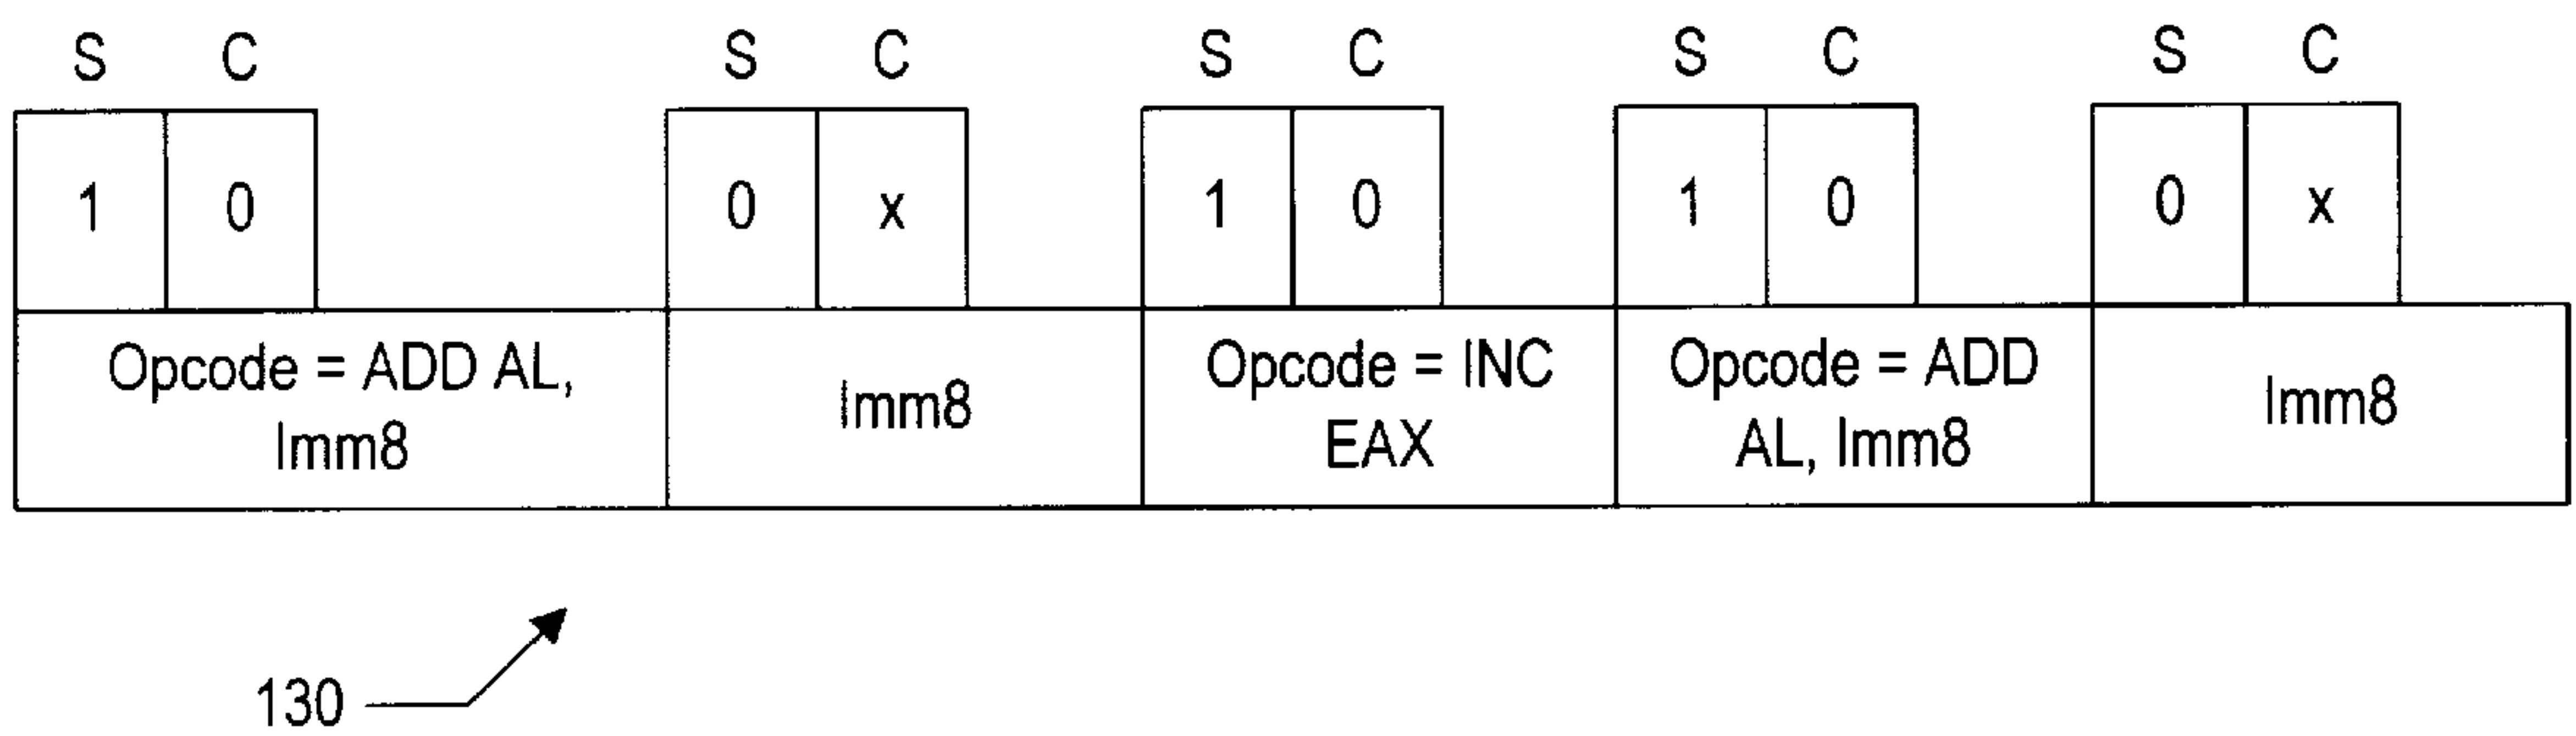 S C S C S C S C S C
1 0 0 x 1 0 1 0 0 x
Opcode = ADD AL, Imm8 Opcode = INC Opcode = ADD Imm8
Imm8 EAX AL, Imm8
130